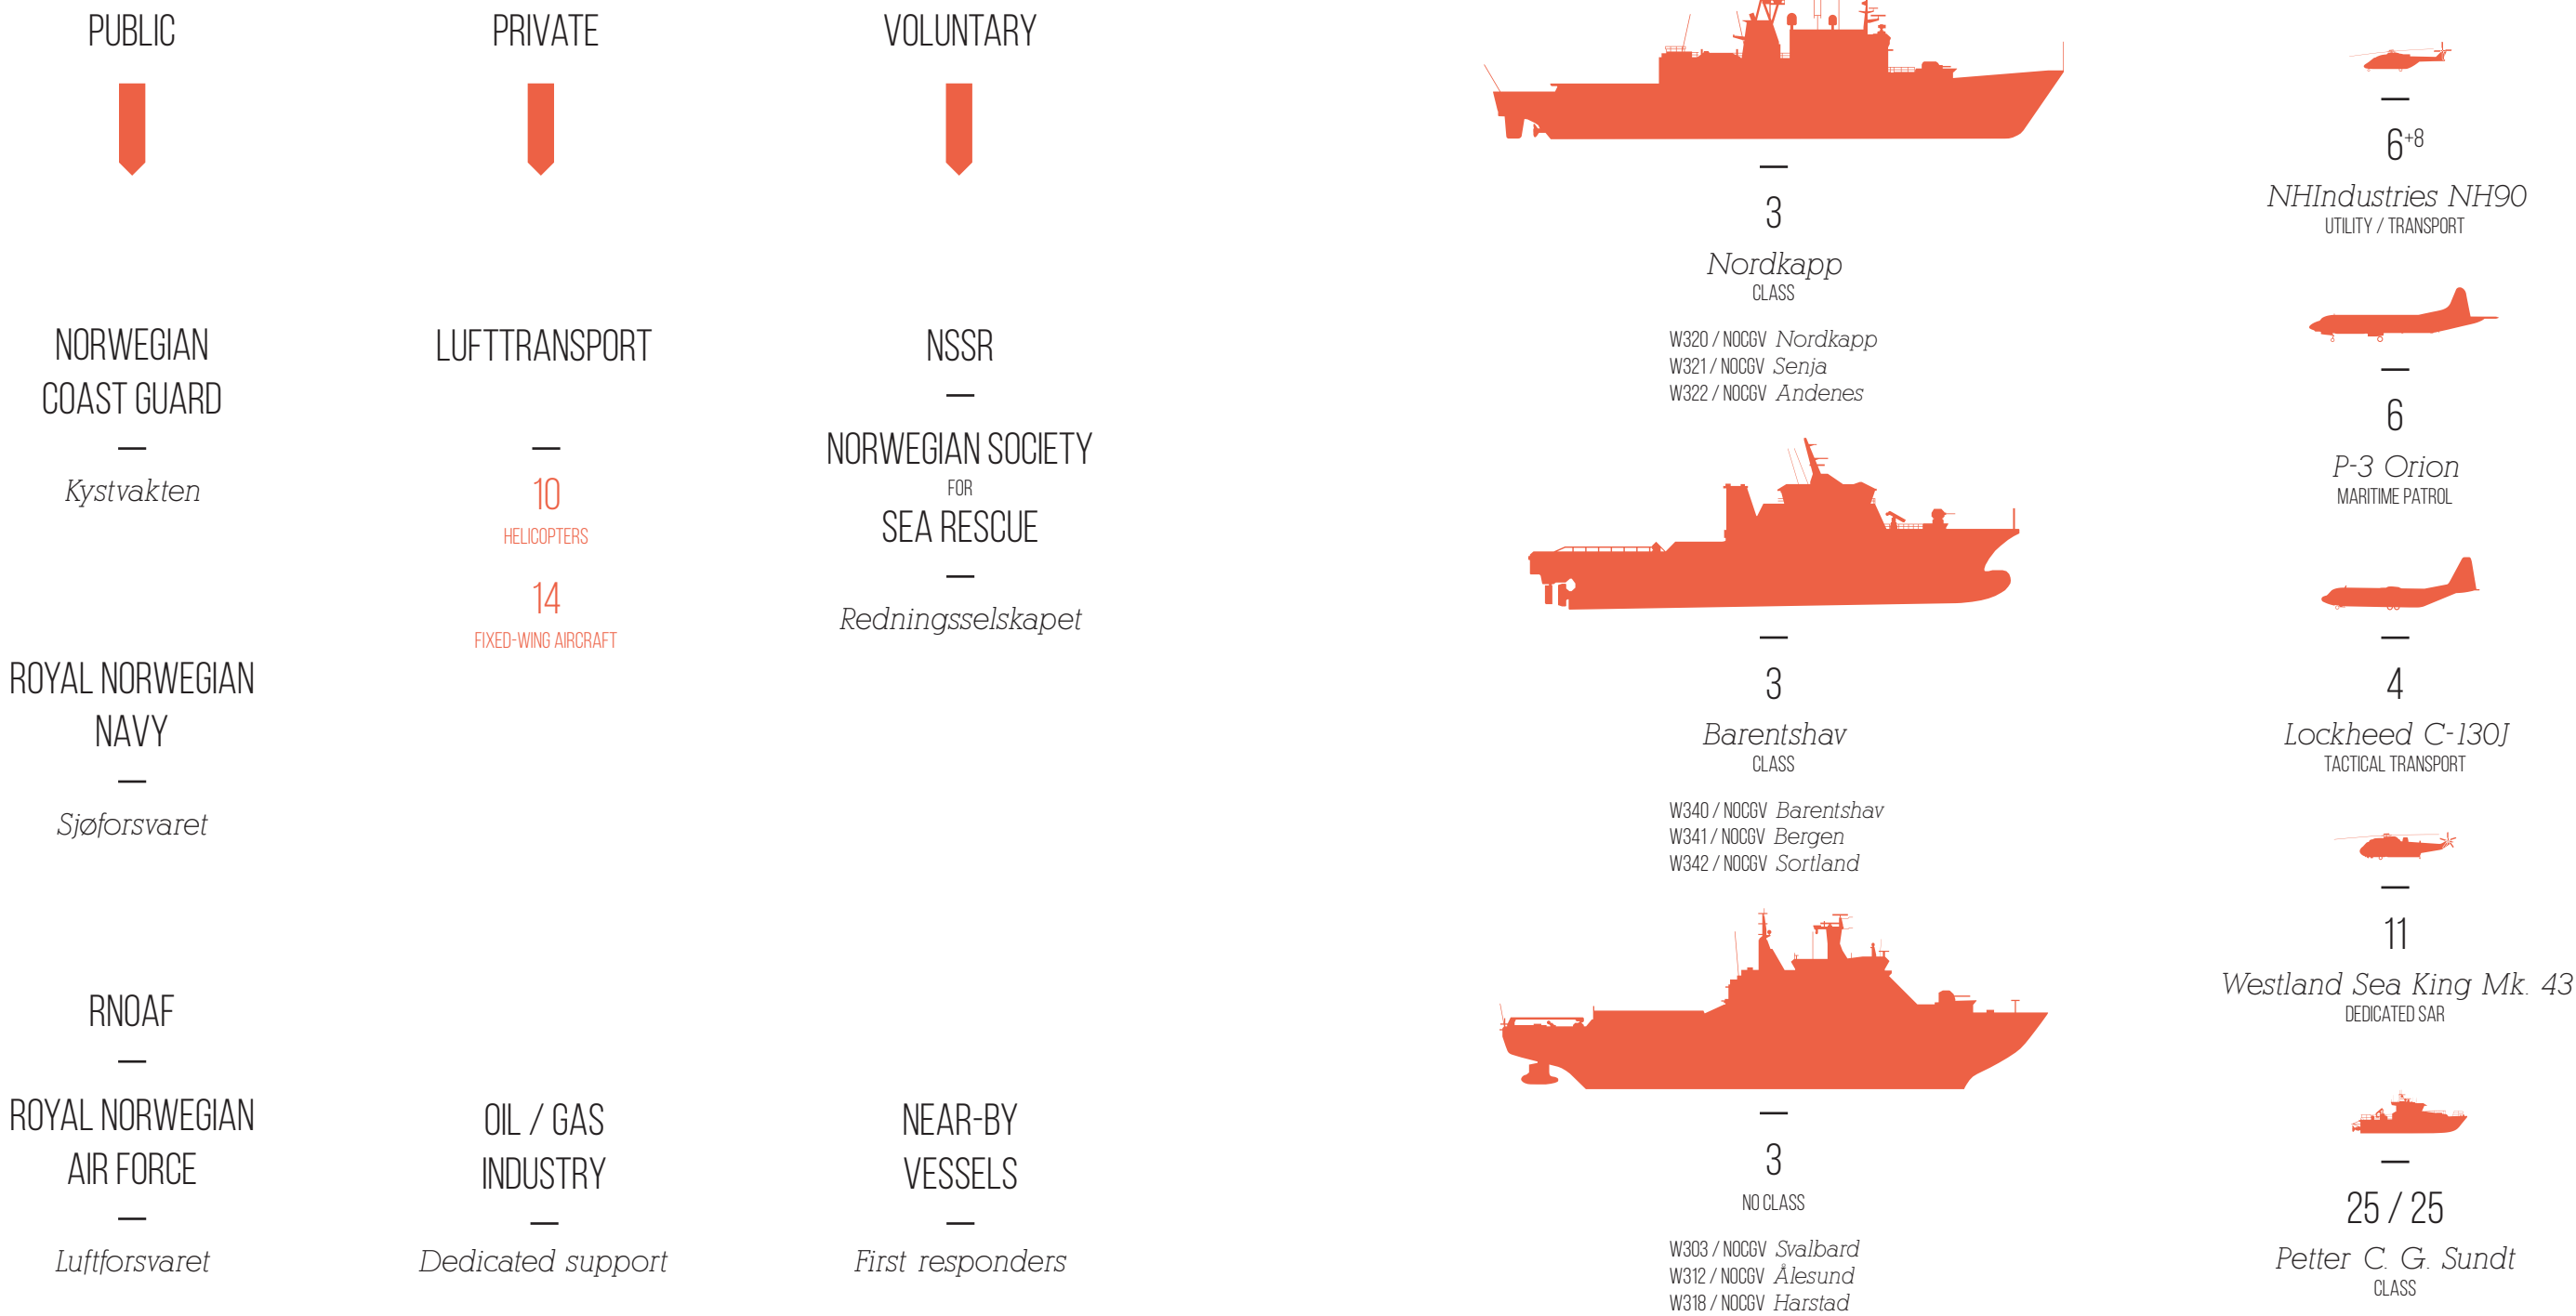 PUBLIC
NORWEGIAN
COAST GUARD
Kystvakten
ROYAL NORWEGIAN
NAVY
Sjøforsvaret
RNOAF
ROYAL NORWEGIAN
AIR FORCE
Luftforsvaret
PRIVATE
LUFTTRANSPORT
10
HELICOPTERS
14
FIXED-WING AIRCRAFT
OIL / GAS
INDUSTRY
Dedicated support
VOLUNTARY
NSSR
NORWEGIAN SOCIETY
FOR
SEA RESCUE
Redningsselskapet
NEAR-BY
VESSELS
First responders
3
Nordkapp
CLASS
W320 / NOCGV Nordkapp
W321 / NOCGV Senja
W322 / NOCGV Andenes
3
Barentshav
CLASS
W340 / NOCGV Barentshav
W341 / NOCGV Bergen
W342 / NOCGV Sortland
3
NO CLASS
W303 / NOCGV Svalbard
W312 / NOCGV Ålesund
W318 / NOCGV Harstad
6+8
NHIndustries NH90
UTILITY / TRANSPORT
6
P-3 Orion
MARITIME PATROL
4
Lockheed C-130J
TACTICAL TRANSPORT
11
Westland Sea King Mk. 43
DEDICATED SAR
25 / 25
Petter C. G. Sundt
CLASS